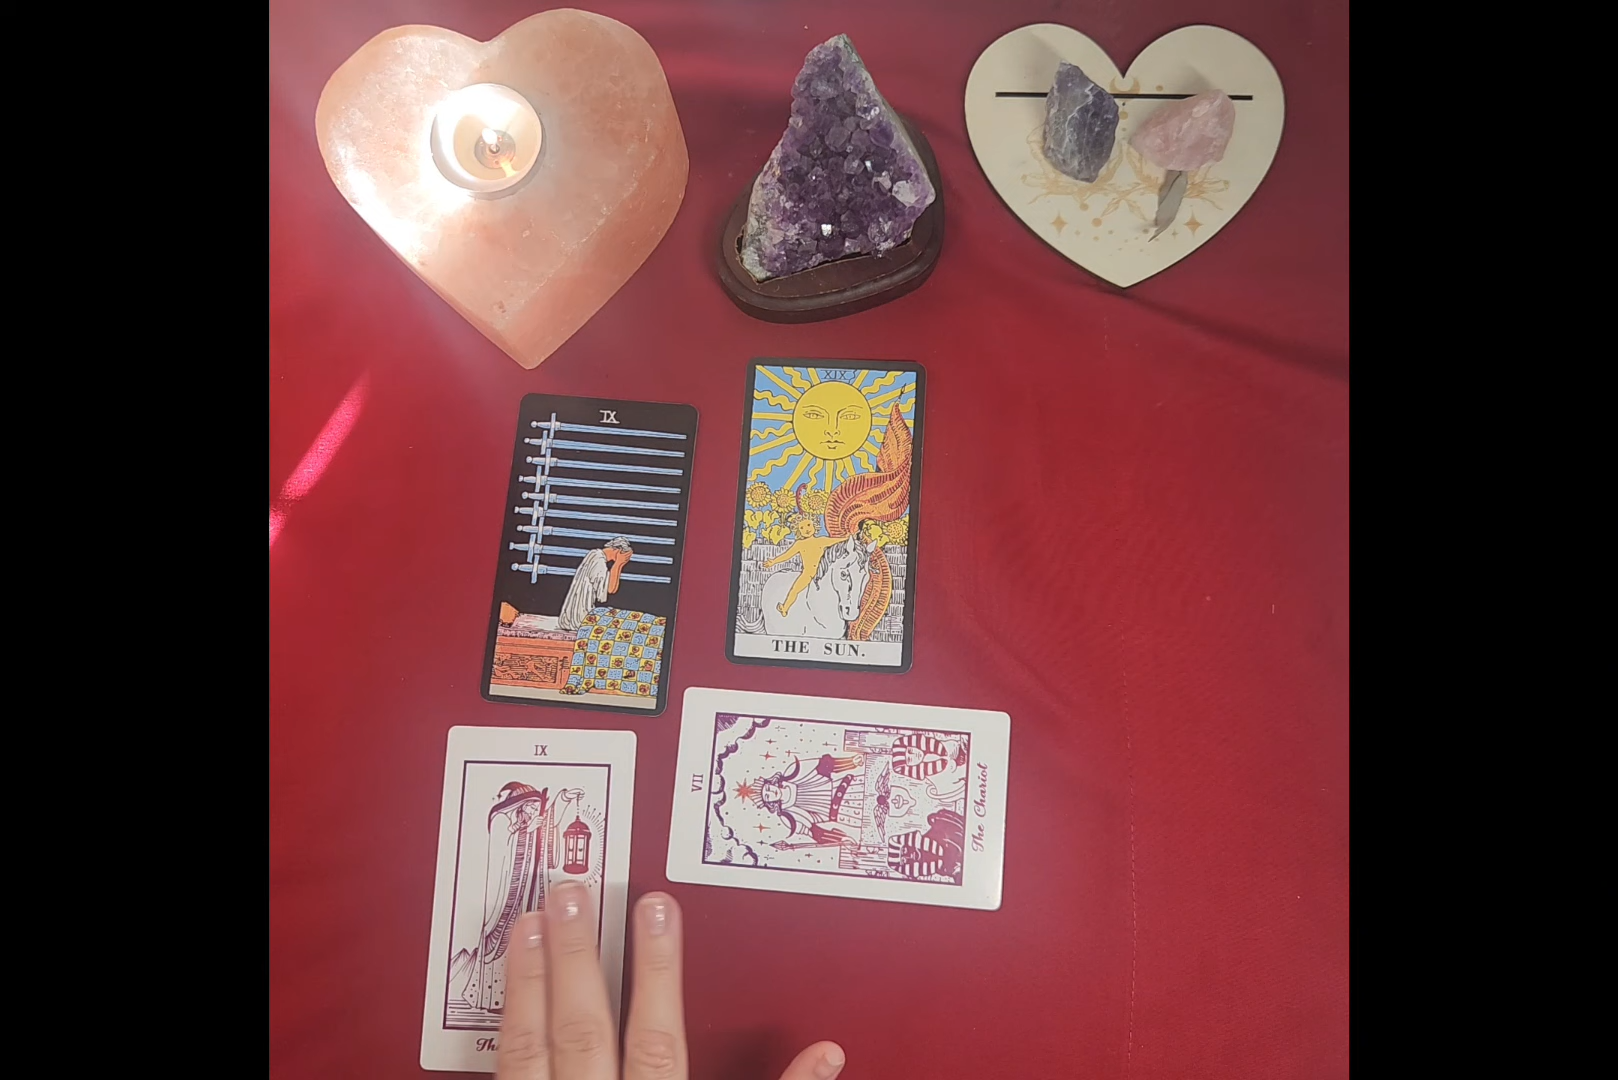 IX
XIX
THE SUN.
IX
VII
The Chariot